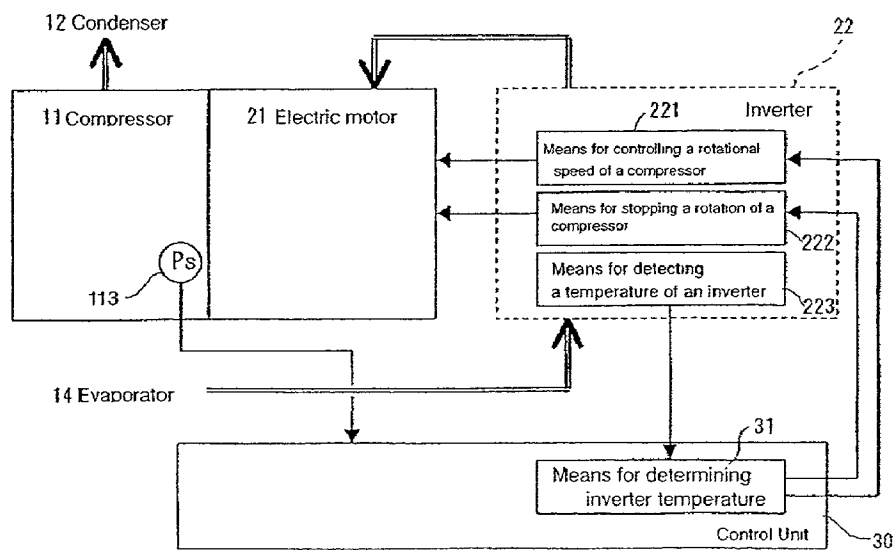 12 Condenser
22
11 Compressor
21 Electric motor
Inverter
221
Means for controlling a rotational
speed of a compressor
Means for stopping a rotation of a
compressor
222
Means for detecting
a temperature of an inverter
223
Ps
113
14 Evaporator
31
Means for determining
inverter temperature
Control Unit
30